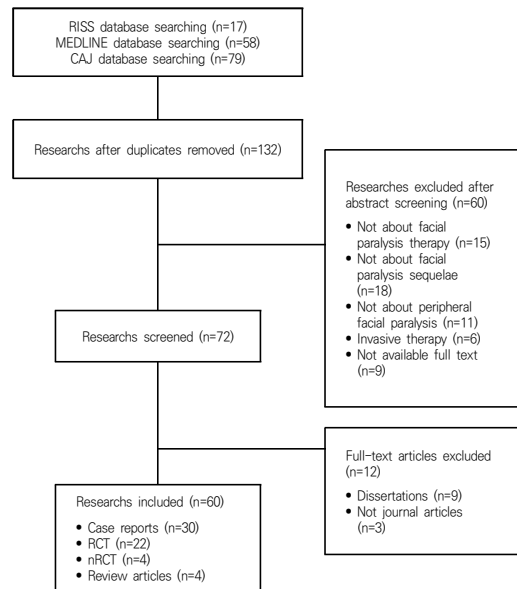 RISS database searching (n=17)
MEDLINE database searching (n=58)
CAJ database searching (n=79)
Researchs after duplicates removed (n=132)
Researches excluded after
abstract screening (n=60)
• Not about facial
paralysis therapy (n=15)
• Not about facial
paralysis sequelae
(n=18)
• Not about peripheral
facial paralysis (n=11)
• Invasive therapy (n=6)
• Not available full text
(n=9)
Researchs screened (n=72)
Full-text articles excluded
(n=12)
• Dissertations (n=9)
• Not journal articles
(n=3)
Researchs included (n=60)
• Case reports (n=30)
• RCT (n=22)
• nRCT (n=4)
• Review articles (n=4)